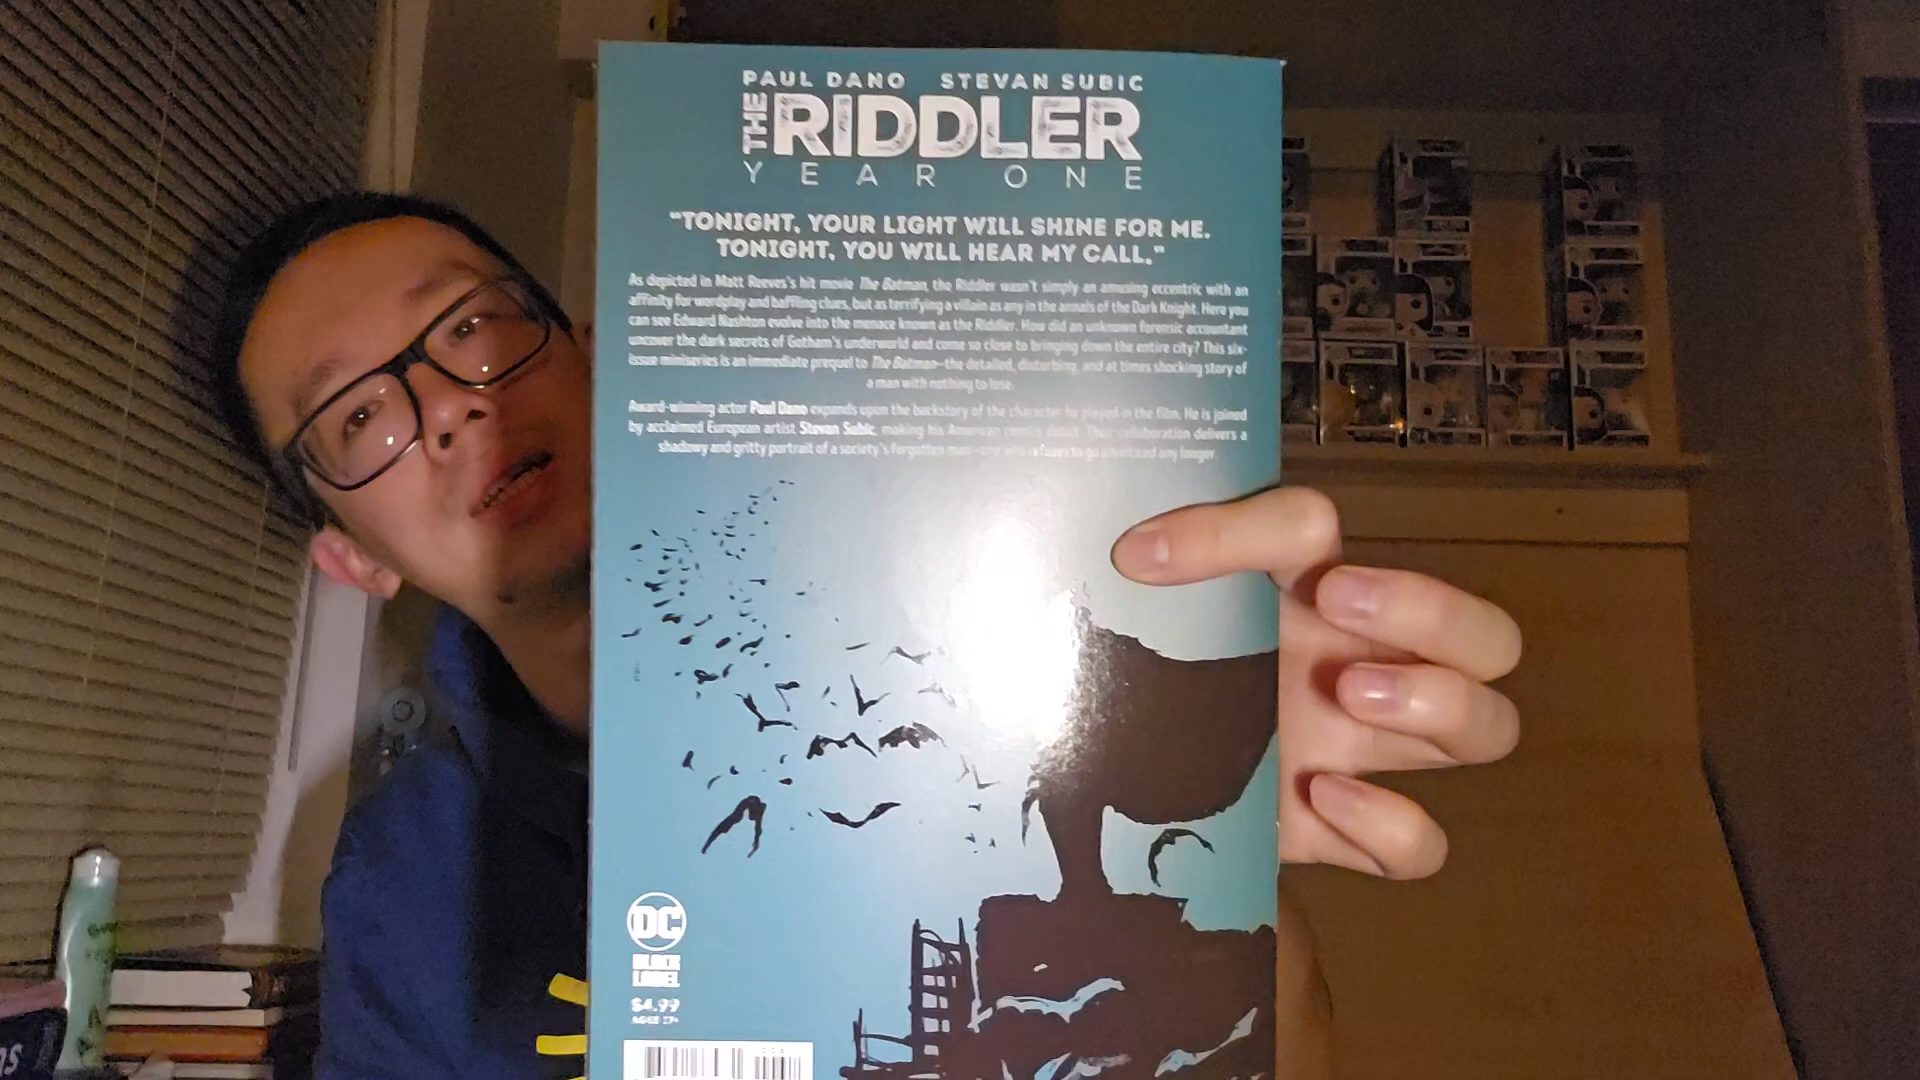 PAUL DANO STEVAN SUBIC
THE RIDDLER
YEAR ONE
"TONIGHT, YOUR LIGHT WILL SHINE FOR ME.
TONIGHT, YOU WILL HEAR MY CALL."
As depicted in Matt Reeves's hit movie The Batman, the Riddler wasn't simply an amusing eccentric with an
affinity for wordplay and baffling clues, but as terrifying a villain as any in the annals of the Dark Knight. Here you
can see Edward Nashton evolve into the menace known as the Riddler. How did an unknown forensic accountant
uncover the dark secrets of Gotham's underworld and come so close to bringing down the entire city? This six-
issue miniseries is an immediate prequel to The Batman—the detailed, disturbing, and at times shocking story of
a man with nothing to lose.
Award-winning actor Paul Dano expands upon the backstory of the character he played in the film. He is joined
by acclaimed European artist Stevan Subic, making his American comics debut. Their collaboration delivers a
shadowy and gritty portrait of a society's forgotten man—one who refuses to go unnoticed any longer.
DC
BLACK
LABEL
$4.99
AGES 17+